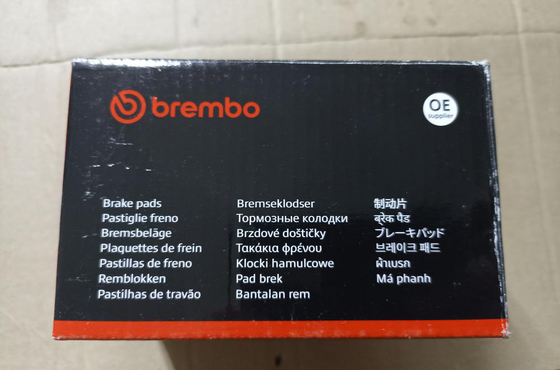 brembo
OE
supplier
Brake pads
Pastiglie freno
Bremsbeläge
Plaquettes de frein
Pastillas de freno
Remblokken
Pastilhas de travão
Bremseklodser
Тормозные колодки
Brzdové doštičky
Τακάκια φρένου
Klocki hamulcowe
Pad brek
Bantalan rem
制动片
ब्रेक पैड
ブレーキパッド
브레이크 패드
ผ้าเบรก
Má phanh